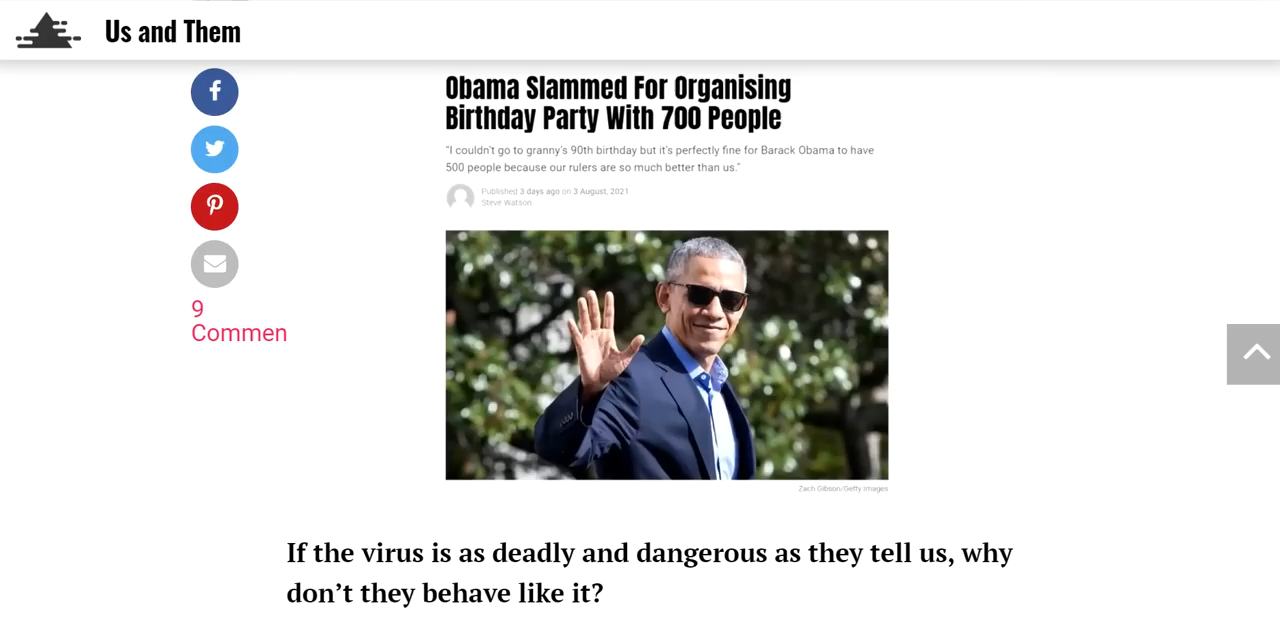 Us and Them
Obama Slammed For Organising
Birthday Party With 700 People
"I couldn't go to granny's 90th birthday but it's perfectly fine for Barack Obama to have
500 people because our rulers are so much better than us."
Published 3 days ago on 3 August, 2021
Steve Watson
9
Commen
Zach Gibson/Getty Images
If the virus is as deadly and dangerous as they tell us, why
don’t they behave like it?